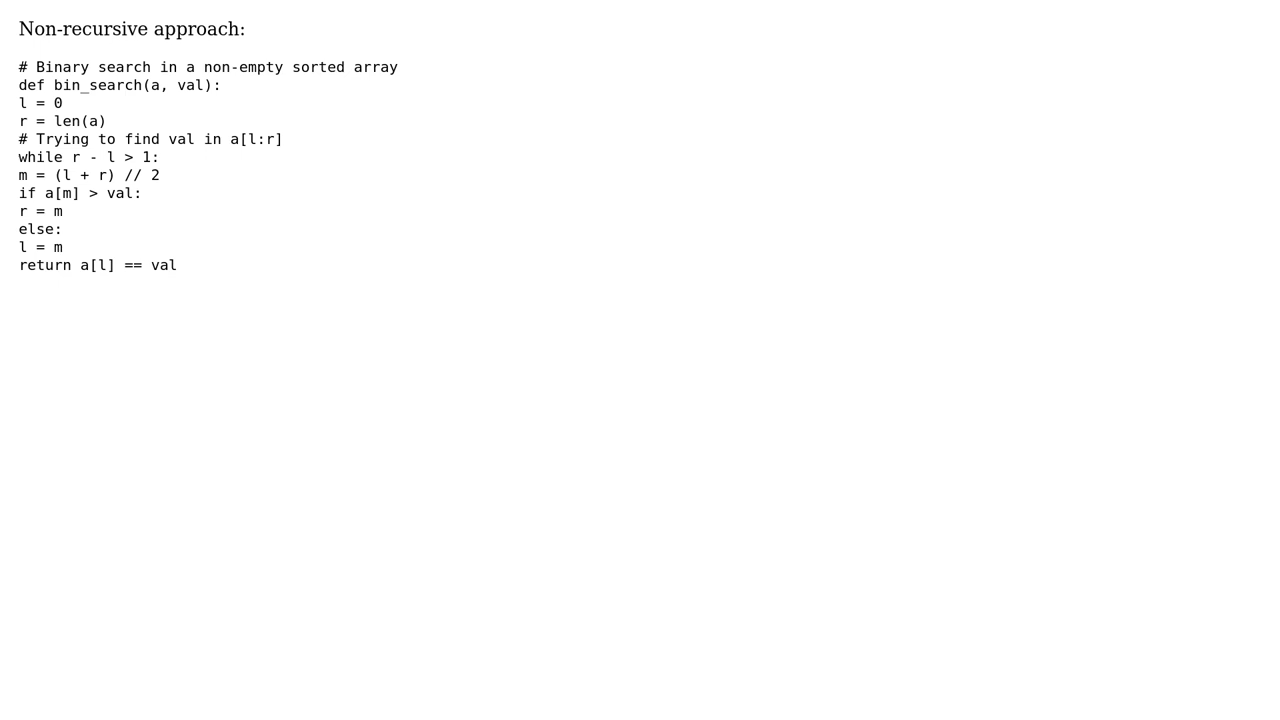 Non-recursive approach:
# Binary search in a non-empty sorted array
def bin_search(a, val):
l = 0
r = len(a)
# Trying to find val in a[l:r]
while r - l > 1:
m = (l + r) // 2
if a[m] > val:
r = m
else:
l = m
return a[l] == val